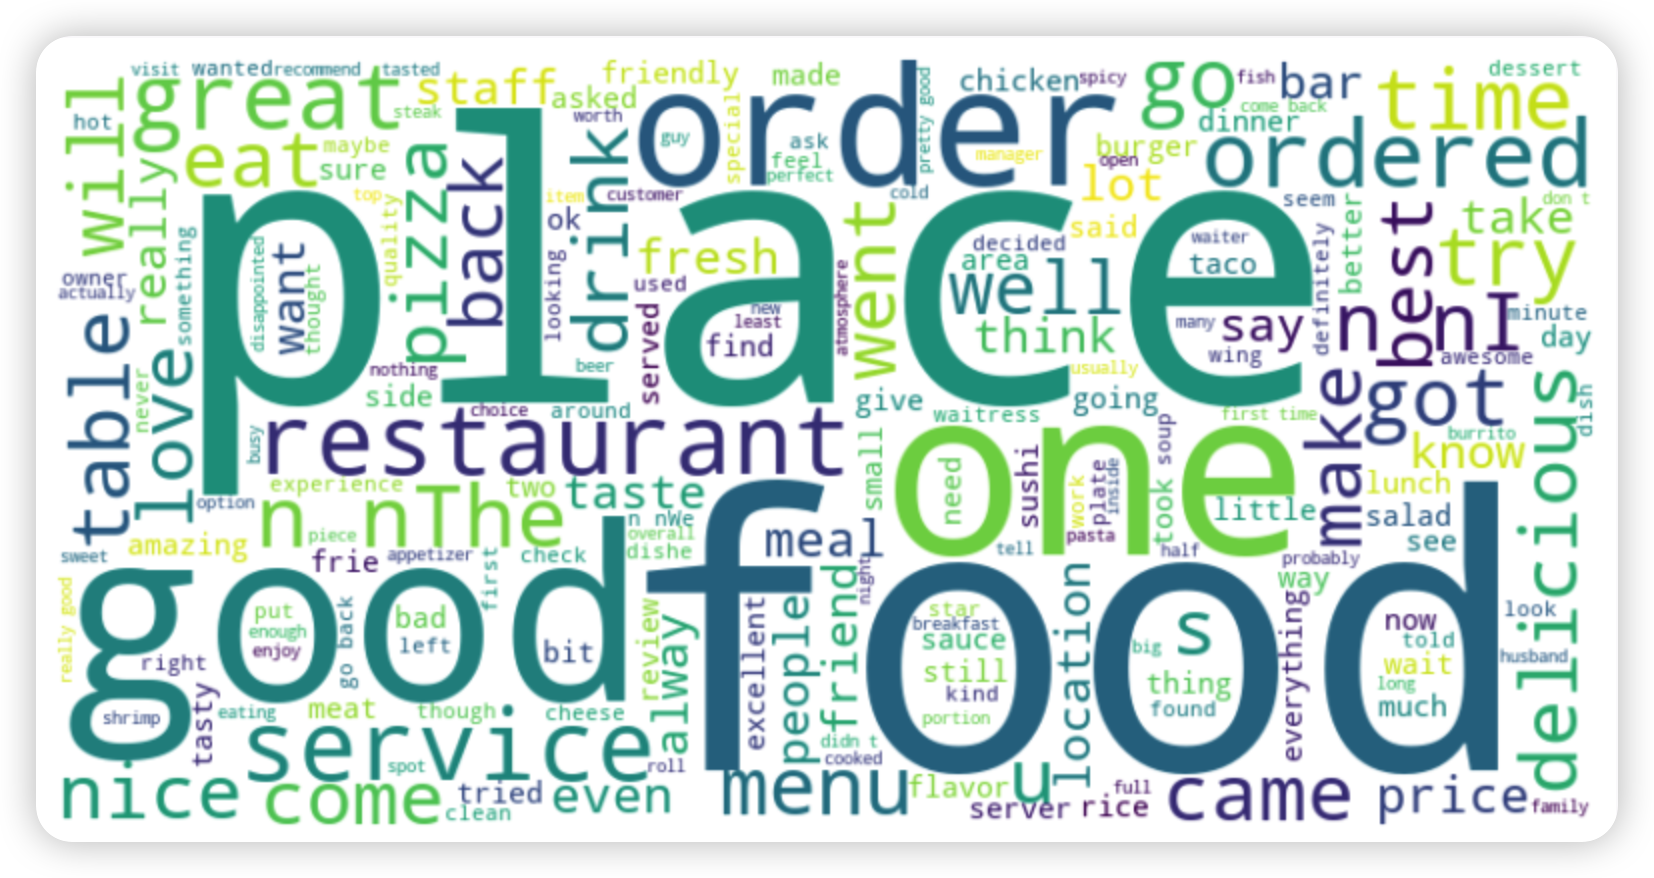 visit wanted recommend tasted
great staff friendly made chicken spicy go fish bar dessert
will hot steak asked worth order come back time
eat maybe sure drink guy special ask pretty good dinner
feel perfect manager burger open ordered
really pizza back top item customer cold lot seem don t
quality ok said better take
something want fresh went decided area well waiter taco definitely best try
owner actually disappointed thought looking used atmosphere
place
new least find served think many say wing n nI minute day awesome
table love never nothing beer usually
side choice around give waitress going first time make got dish
busy restaurant small one know burrito
experience two taste need sushi work plate inside took soup lunch
option n nThe n nWe little salad
piece overall meal tell pasta half see
amazing frie appetizer check dishe probably
sweet first night way delicious
good food
really good put enough enjoy go back bad left bit review excellent people friend star breakfast sauce location s big everything now told look
right still kind thing wait husband
shrimp tasty eating meat though cheese alway portion found long much
service spot roll didn t cooked
nice come clean tried even menu flavor u server full rice came price family